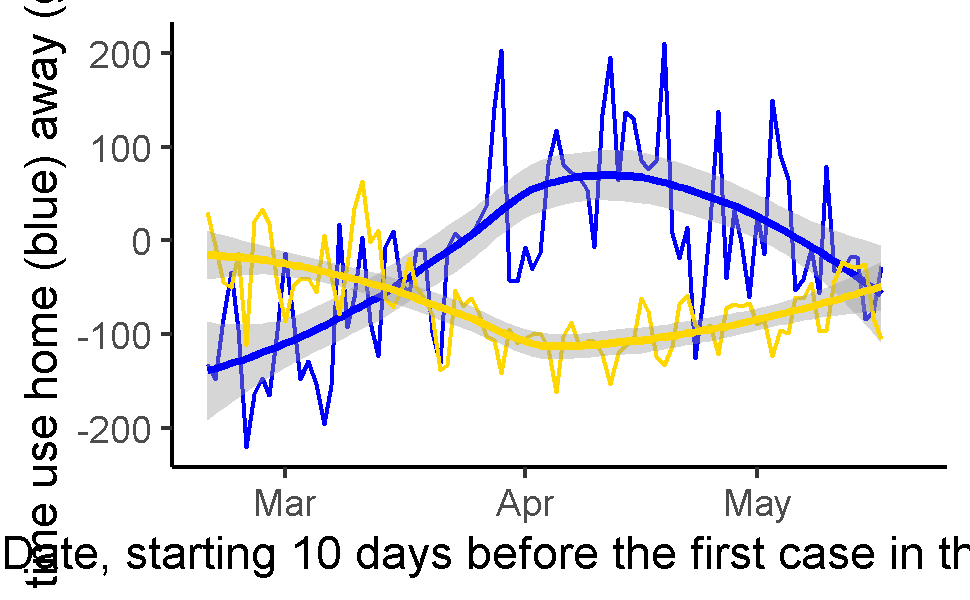 time use home (blue) away (
200
100
0
-100
-200
Mar Apr May
Date, starting 10 days before the first case in th